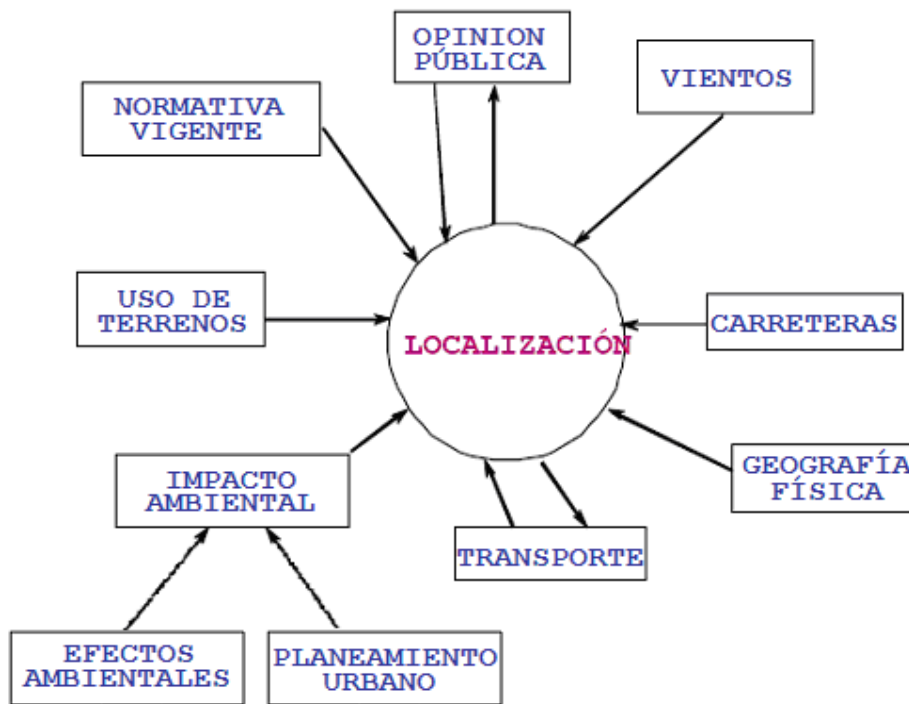 OPINION
PÚBLICA
VIENTOS
NORMATIVA
VIGENTE
USO DE
TERRENOS
LOCALIZACIÓN
CARRETERAS
IMPACTO
AMBIENTAL
GEOGRAFÍA
FÍSICA
TRANSPORTE
EFECTOS
AMBIENTALES
PLANEAMIENTO
URBANO